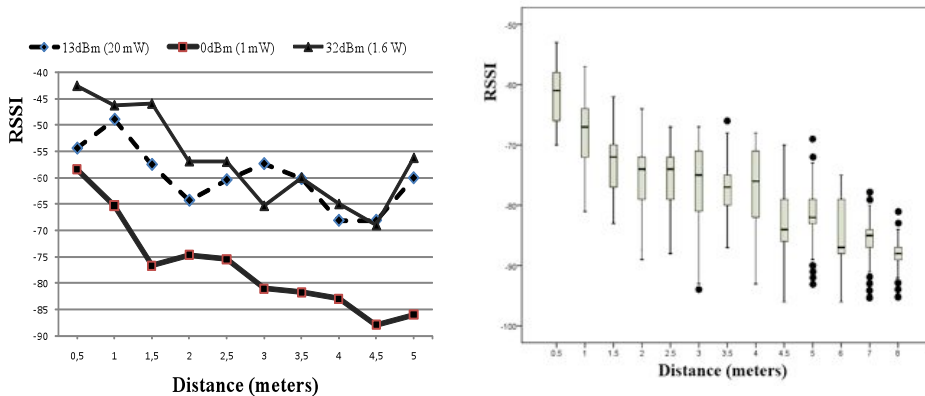 13dBm (20 mW) 0dBm (1 mW) 32dBm (1.6 W)
RSSI
-40
-45
-50
-55
-60
-65
-70
-75
-80
-85
-90
0,5 1 1,5 2 2,5 3 3,5 4 4,5 5
Distance (meters)
RSSI
-50
-60
-70
-80
-90
-100
0.5 1 1.5 2 2.5 3 3.5 4 4.5 5 6 7 8
Distance (meters)